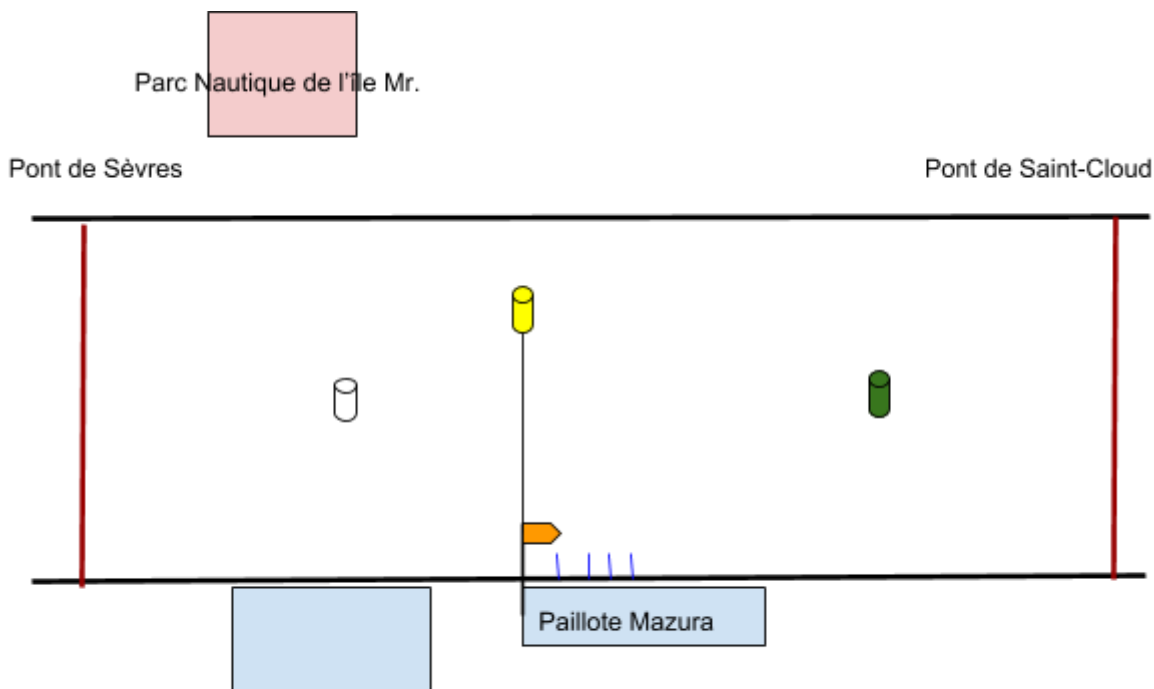 Parc Nautique de l'île Mr.
Pont de Sèvres
Pont de Saint-Cloud
Paillote Mazura